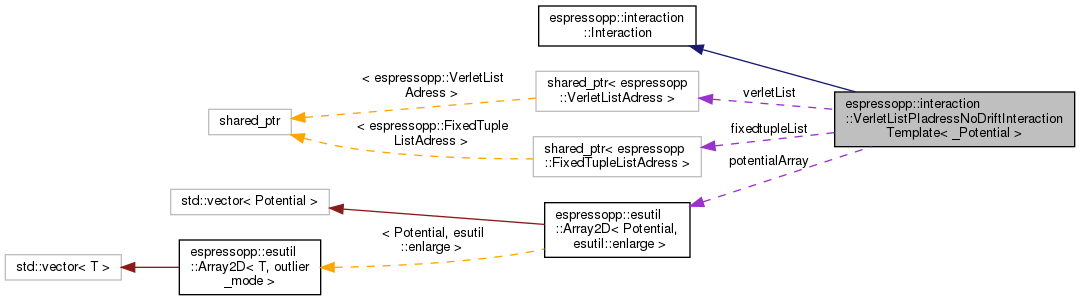 espressopp::interaction
::Interaction
< espressopp::VerletList
Adress >
shared_ptr< espressopp
::VerletListAdress >
verletList
espressopp::interaction
::VerletListPIadressNoDriftInteraction
Template< _Potential >
shared_ptr
< espressopp::FixedTuple
ListAdress >
fixedtupleList
shared_ptr< espressopp
::FixedTupleListAdress >
potentialArray
std::vector< Potential >
espressopp::esutil
::Array2D< Potential,
esutil::enlarge >
< Potential, esutil
::enlarge >
std::vector< T >
espressopp::esutil
::Array2D< T, outlier
_mode >